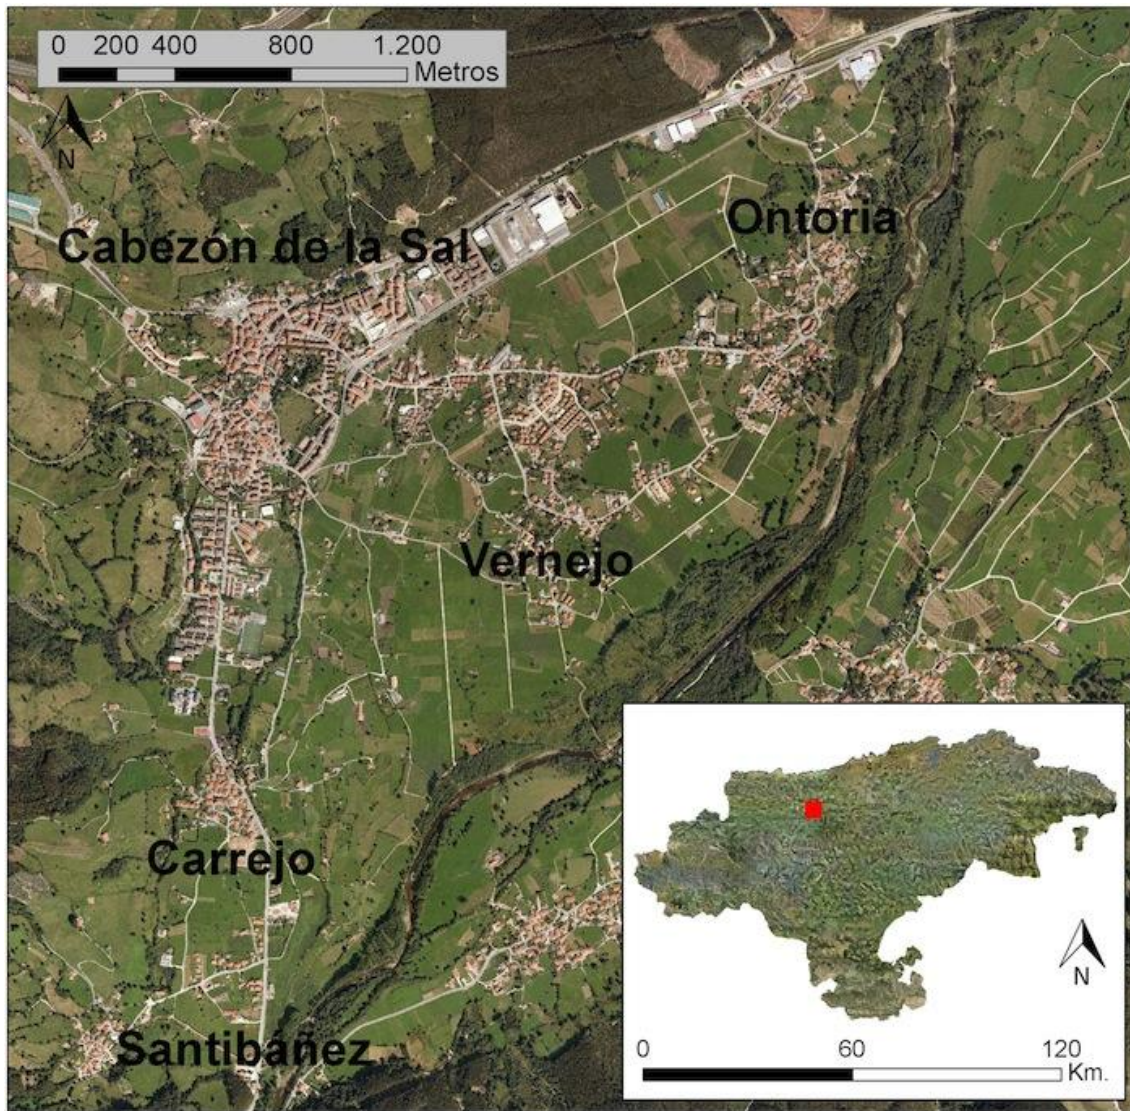 0 200 400 800 1.200
Metros
N
Cabezón de la Sal
Ontoria
Vernejo
Carrejo
Santibáñez
N
0 60 120
Km.